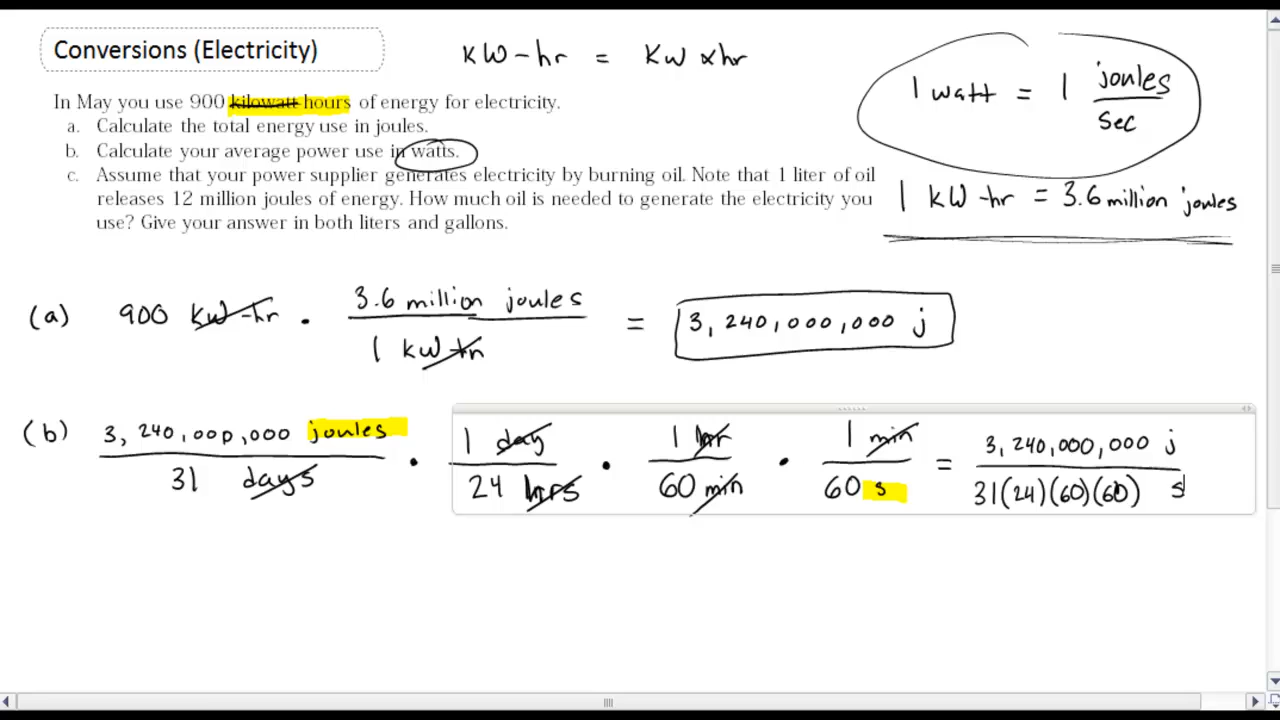 Conversions (Electricity)
KW-hr = KW x hr
1 watt = 1 joules/sec
In May you use 900 kilowatt hours of energy for electricity.
a. Calculate the total energy use in joules.
b. Calculate your average power use in watts.
c. Assume that your power supplier generates electricity by burning oil. Note that 1 liter of oil
releases 12 million joules of energy. How much oil is needed to generate the electricity you
use? Give your answer in both liters and gallons.
1 KW-hr = 3.6 million joules
(a) 900 kw-hr · 3.6 million joules / 1 kw-hr = 3,240,000,000 j
(b) 3,240,000,000 joules / 31 days · 1 day / 24 hrs · 1 hr / 60 min · 1 min / 60 s = 3,240,000,000 j / 31(24)(60)(60) s